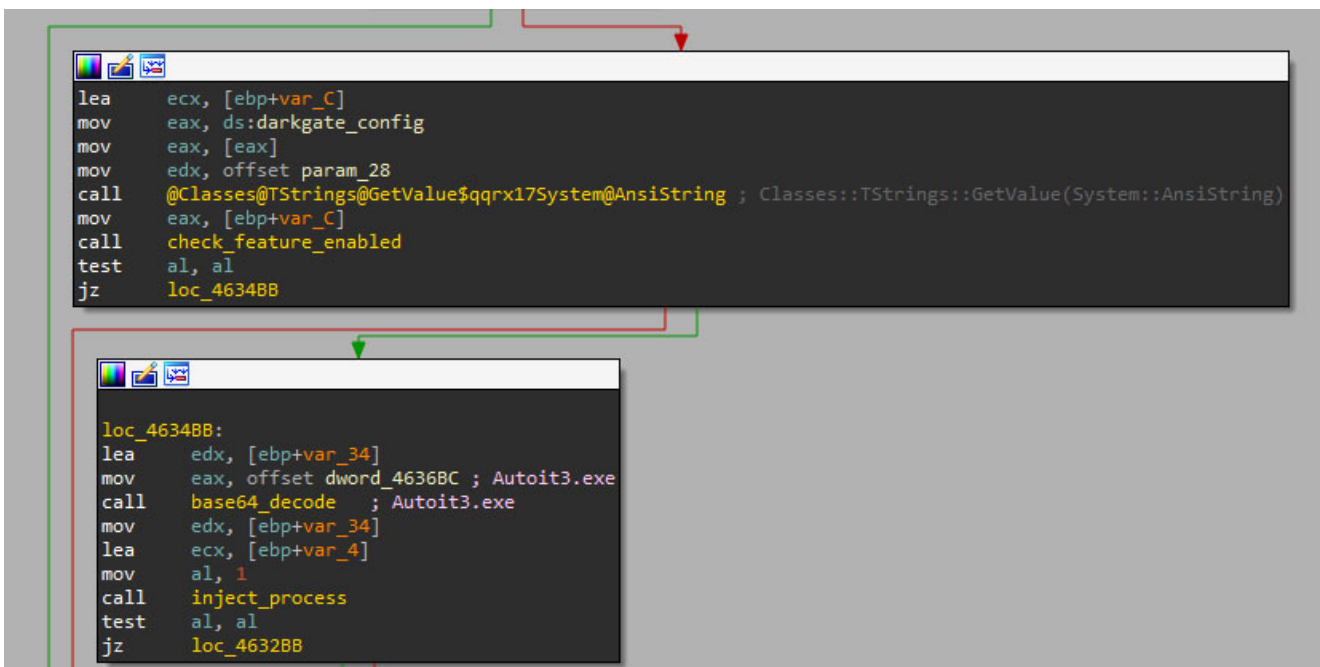 lea ecx, [ebp+var_C]
mov eax, ds:darkgate_config
mov eax, [eax]
mov edx, offset param_28
call @Classes@TStrings@GetValue$qqrx17System@AnsiString ; Classes::TStrings::GetValue(System::AnsiString)
mov eax, [ebp+var_C]
call check_feature_enabled
test al, al
jz loc_4634BB
loc_4634BB:
lea edx, [ebp+var_34]
mov eax, offset dword_4636BC ; Autoit3.exe
call base64_decode ; Autoit3.exe
mov edx, [ebp+var_34]
lea ecx, [ebp+var_4]
mov al, 1
call inject_process
test al, al
jz loc_4632BB